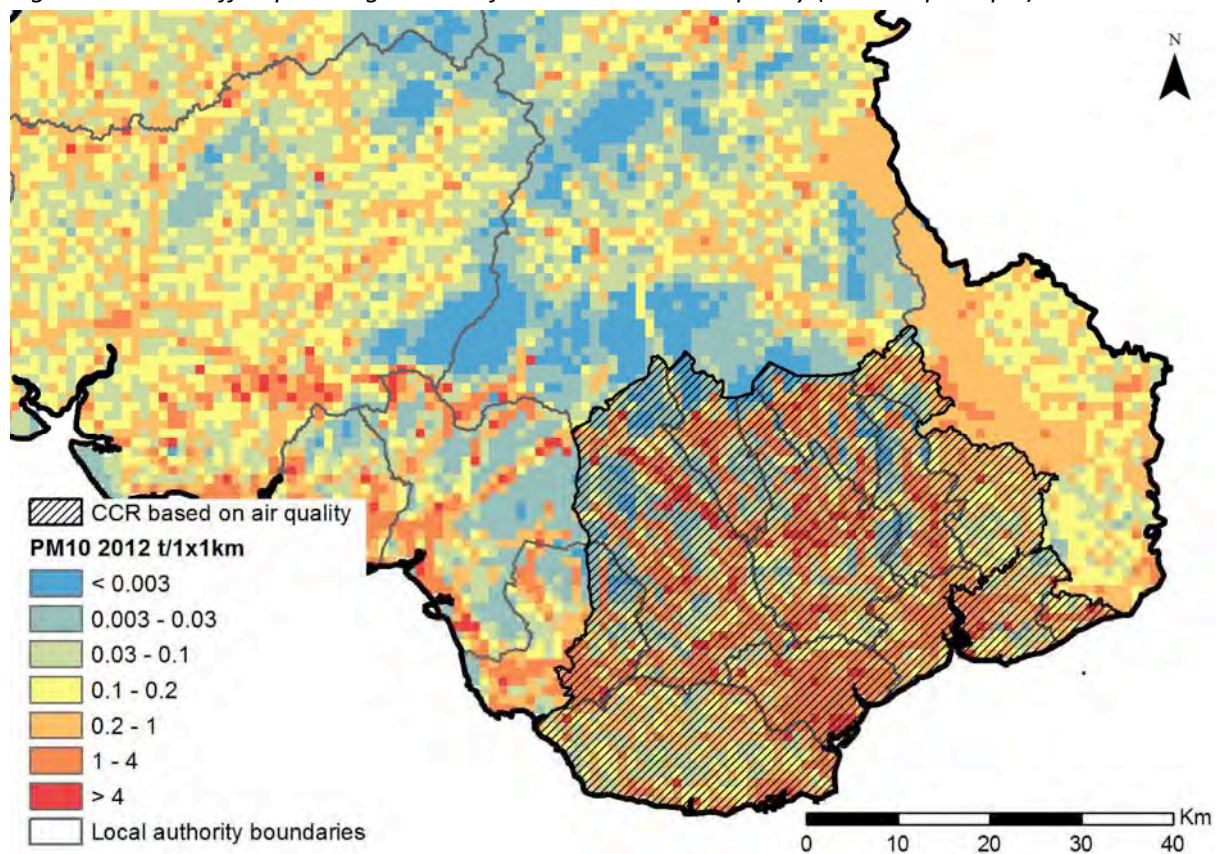 N
CCR based on air quality
PM10 2012 t/1x1km
< 0.003
0.003 - 0.03
0.03 - 0.1
0.1 - 0.2
0.2 - 1
1 - 4
> 4
Local authority boundaries
Km
0 10 20 30 40